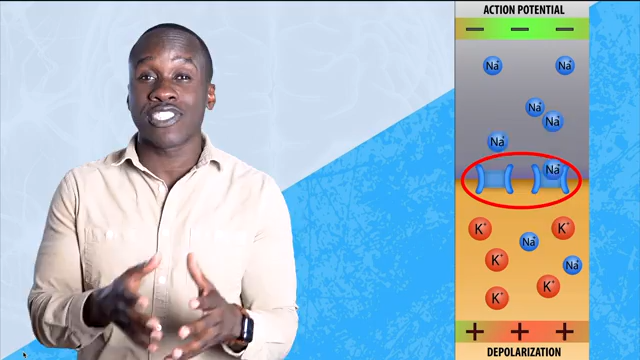 ACTION POTENTIAL
− − −
Na⁺ Na⁺
Na⁺
Na⁺
Na⁺
Na⁺
K⁺ K⁺
Na⁺
K⁺ Na⁺
K⁺
K⁺
+ + +
DEPOLARIZATION